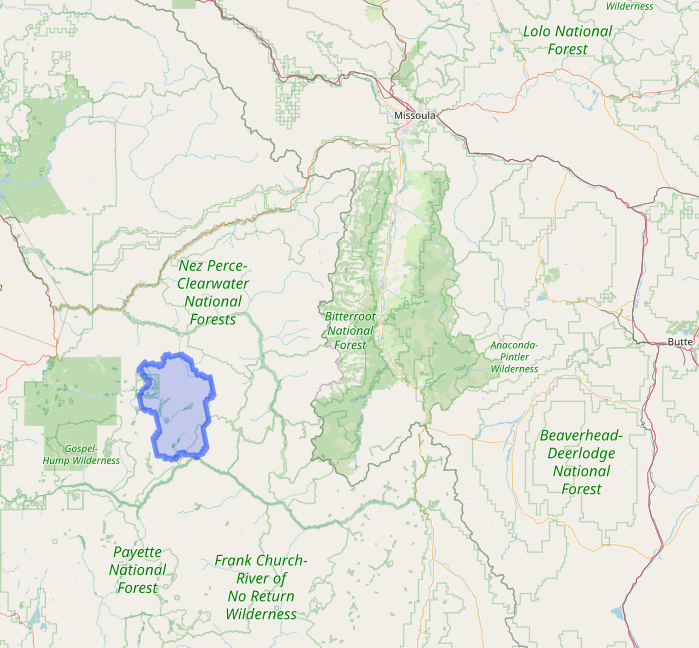 Wilderness
Lolo National
Forest
Missoula
Nez Perce-
Clearwater
National
Forests
Bitterroot
National
Forest
Anaconda-
Pintler
Wilderness
Butte
Gospel-
Hump Wilderness
Beaverhead-
Deerlodge
National
Forest
Payette
National
Forest
Frank Church-
River of
No Return
Wilderness